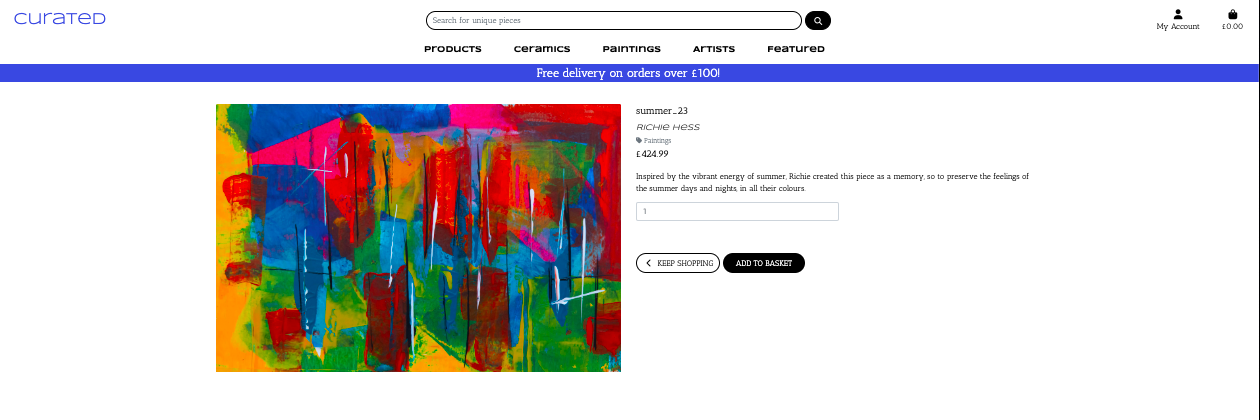 curated
Search for unique pieces
My Account
£0.00
Products
Ceramics
Paintings
Artists
Featured
Free delivery on orders over £100!
summer_23
Richie Hess
Paintings
£424.99
Inspired by the vibrant energy of summer, Richie created this piece as a memory, so to preserve the feelings of
the summer days and nights, in all their colours.
1
KEEP SHOPPING
ADD TO BASKET